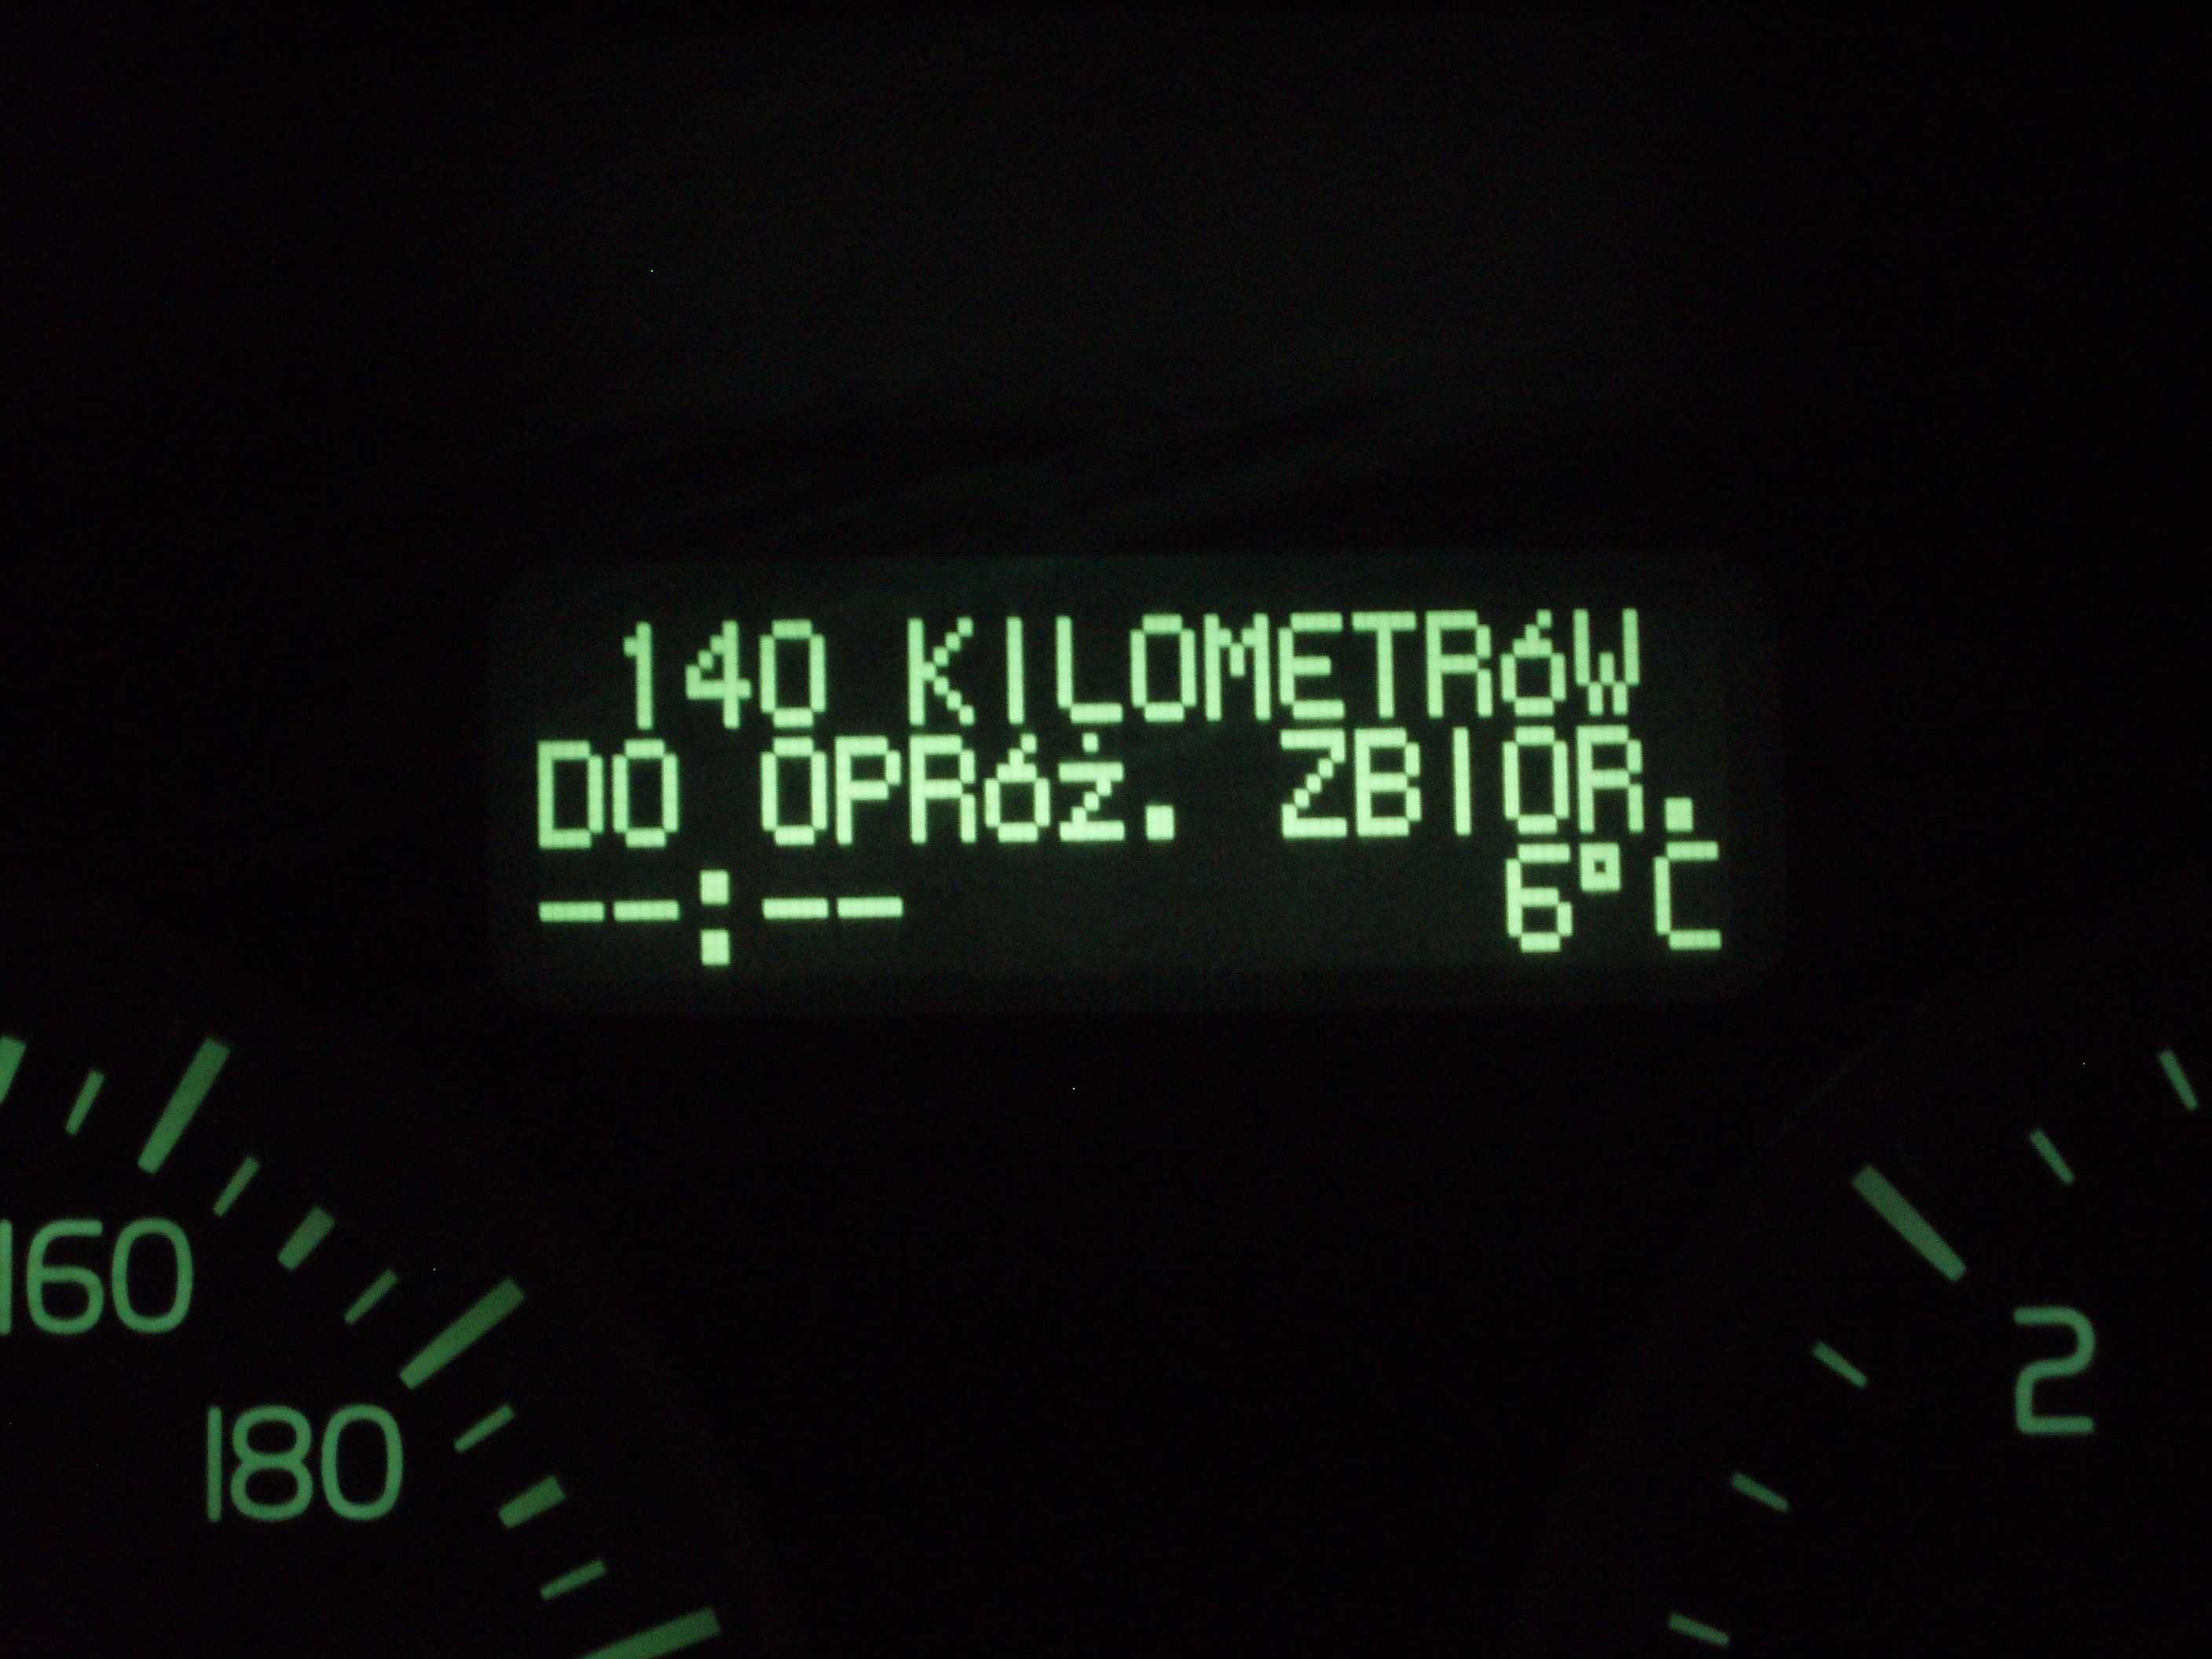 140 KILOMETRóW
DO OPRóż. ZBIOR.
--:-- 6°C
160
180
2